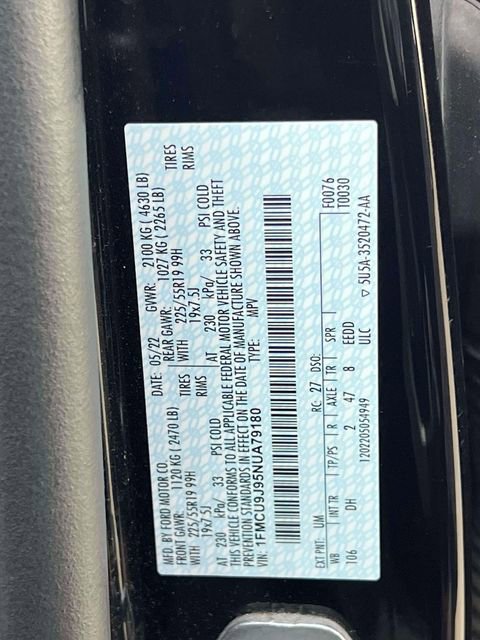 MFD. BY FORD MOTOR CO.
DATE: 05/22 GVWR: 2100 KG ( 4630 LB)
FRONT GAWR: REAR GAWR:
1120 KG ( 2470 LB) 1027 KG ( 2265 LB)
WITH 225/55R19 99H TIRES WITH 225/55R19 99H TIRES
19x7.5J RIMS 19x7.5J RIMS
AT 230 kPa/ 33 PSI COLD AT 230 kPa/ 33 PSI COLD
THIS VEHICLE CONFORMS TO ALL APPLICABLE FEDERAL MOTOR VEHICLE SAFETY AND THEFT
PREVENTION STANDARDS IN EFFECT ON THE DATE OF MANUFACTURE SHOWN ABOVE.
VIN: 1FMCU9J95NUA79180 TYPE: MPV
F0076
T0030
EXT PNT: UM RC: 27 DSO:
WB INT TR TP/PS R AXLE TR SPR
106 DH 2 47 8 EEDD
ULC
1202205054949
5U5A-3520472-AA